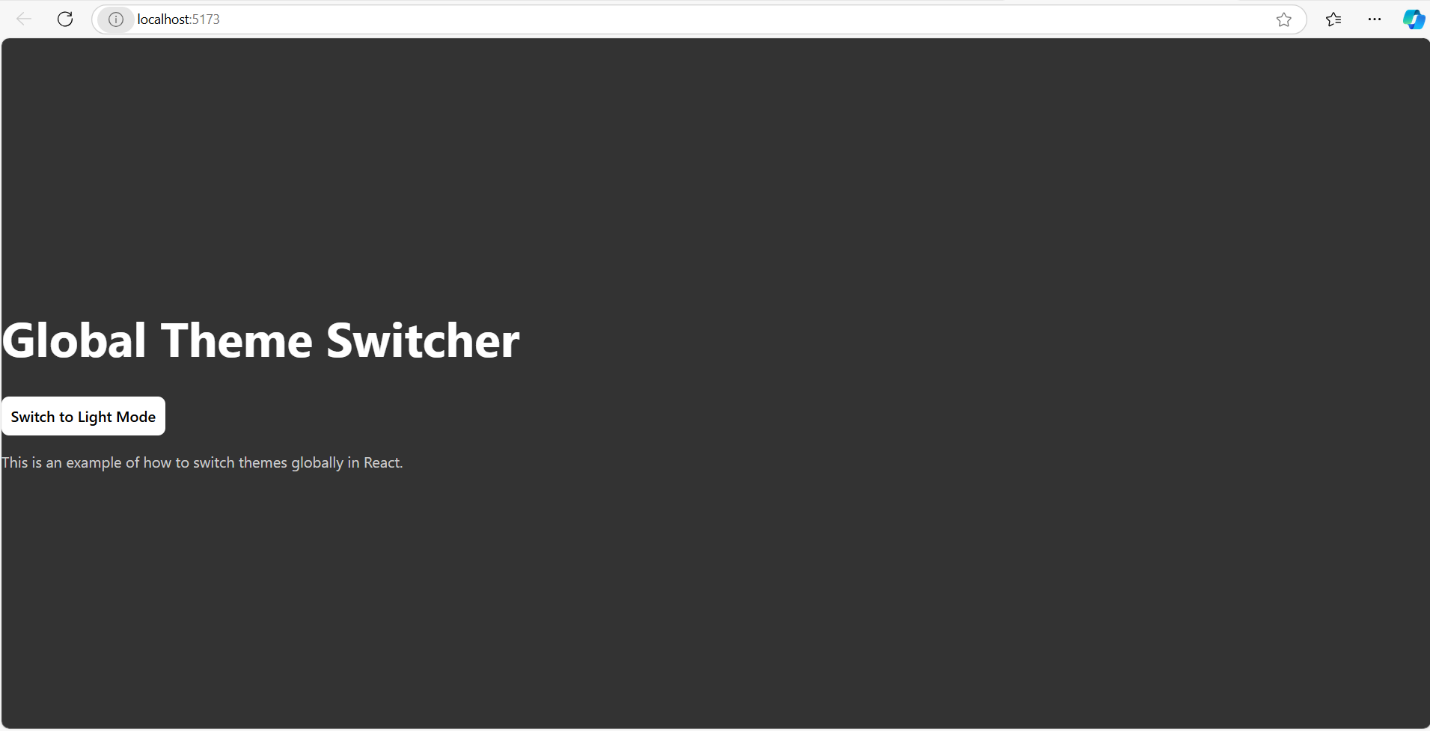 localhost:5173
Global Theme Switcher
Switch to Light Mode
This is an example of how to switch themes globally in React.